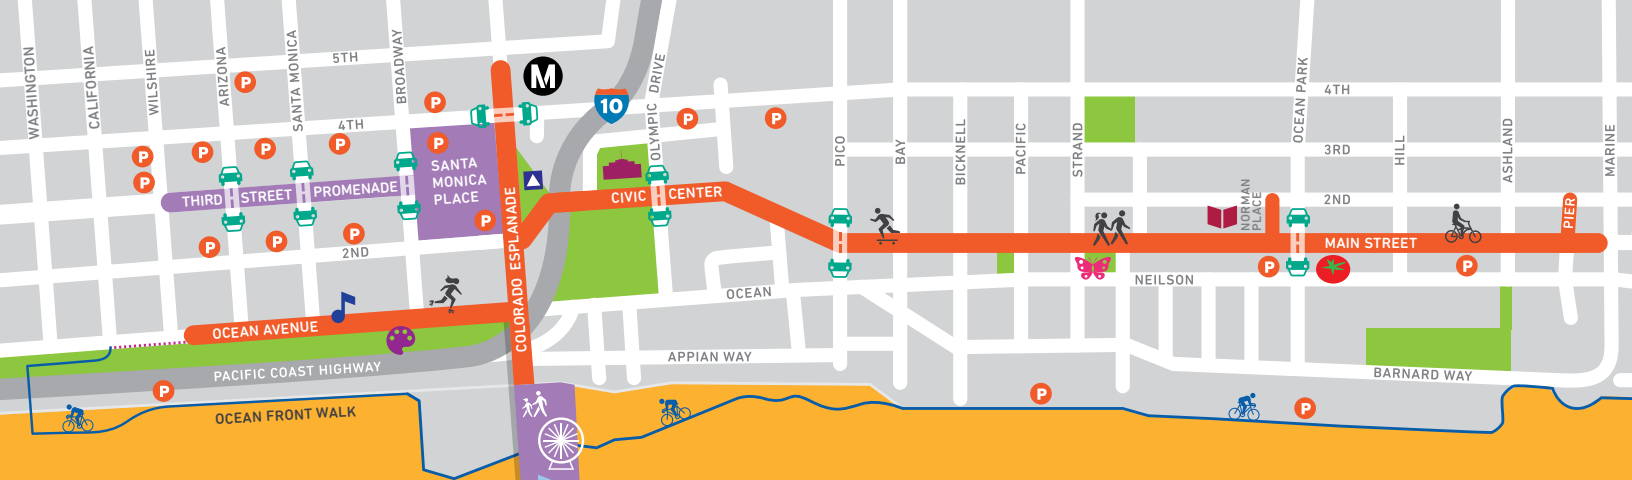 WASHINGTON
CALIFORNIA
WILSHIRE
ARIZONA
SANTA MONICA
BROADWAY
5TH
4TH
P
P
P
P
P
P
P
P
P
P
P
P
M
10
OLYMPIC DRIVE
P
P
THIRD STREET PROMENADE
SANTA
MONICA
PLACE
2ND
COLORADO ESPLANADE
CIVIC CENTER
OCEAN AVENUE
PACIFIC COAST HIGHWAY
P
OCEAN FRONT WALK
OCEAN
APPIAN WAY
PICO
BAY
BICKNELL
PACIFIC
STRAND
4TH
3RD
2ND
NORMAN
PLACE
OCEAN PARK
HILL
ASHLAND
MARINE
PIER
MAIN STREET
P
P
NEILSON
BARNARD WAY
P
P